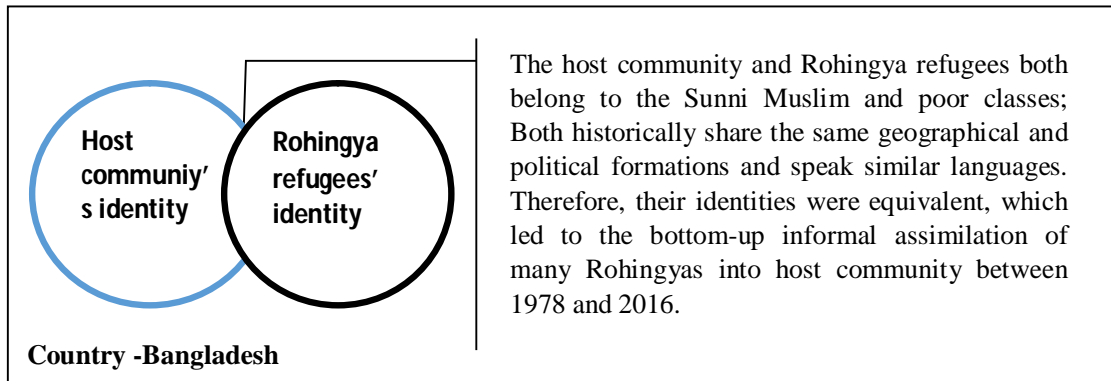 Host
communiy'
s identity
Rohingya
refugees'
identity
Country -Bangladesh
The host community and Rohingya refugees both
belong to the Sunni Muslim and poor classes;
Both historically share the same geographical and
political formations and speak similar languages.
Therefore, their identities were equivalent, which
led to the bottom-up informal assimilation of
many Rohingyas into host community between
1978 and 2016.